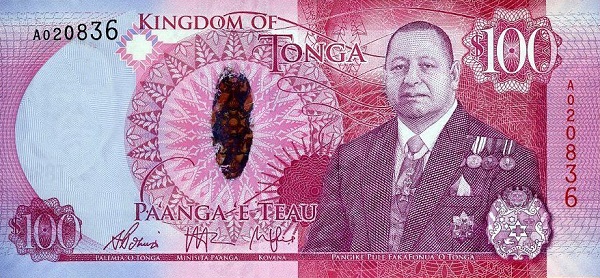 KINGDOM OF
TONGA
A020836
$100
A020836
PA'ANGA 'E TEAU
$100
PALEMIA 'O TONGA
MINISITA PA'ANGA
KOVANA
PANGIKE PULE FAKAFONUA 'O TONGA